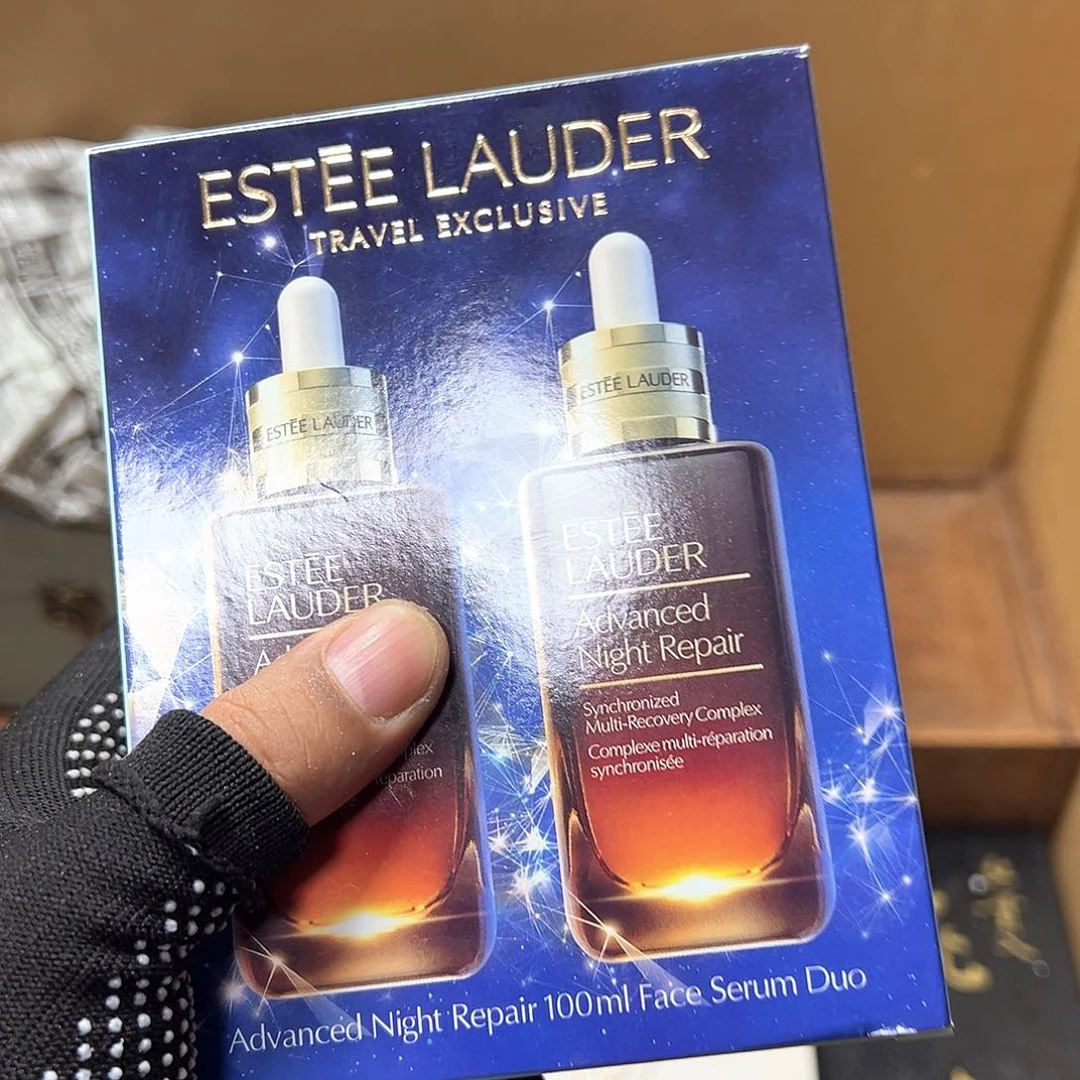 ESTĒE LAUDER
TRAVEL EXCLUSIVE
ESTĒE LAUDER
ESTĒE LAUDER
ESTĒE
LAUDER
ESTĒE
LAUDER
Advanced
Night Repair
Synchronized
Multi-Recovery Complex
Complexe multi-réparation
synchronisée
Advanced Night Repair 100ml Face Serum Duo